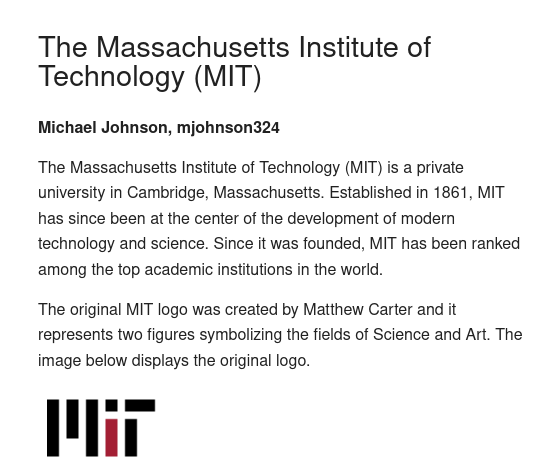 The Massachusetts Institute of
Technology (MIT)
Michael Johnson, mjohnson324
The Massachusetts Institute of Technology (MIT) is a private
university in Cambridge, Massachusetts. Established in 1861, MIT
has since been at the center of the development of modern
technology and science. Since it was founded, MIT has been ranked
among the top academic institutions in the world.
The original MIT logo was created by Matthew Carter and it
represents two figures symbolizing the fields of Science and Art. The
image below displays the original logo.
MiT